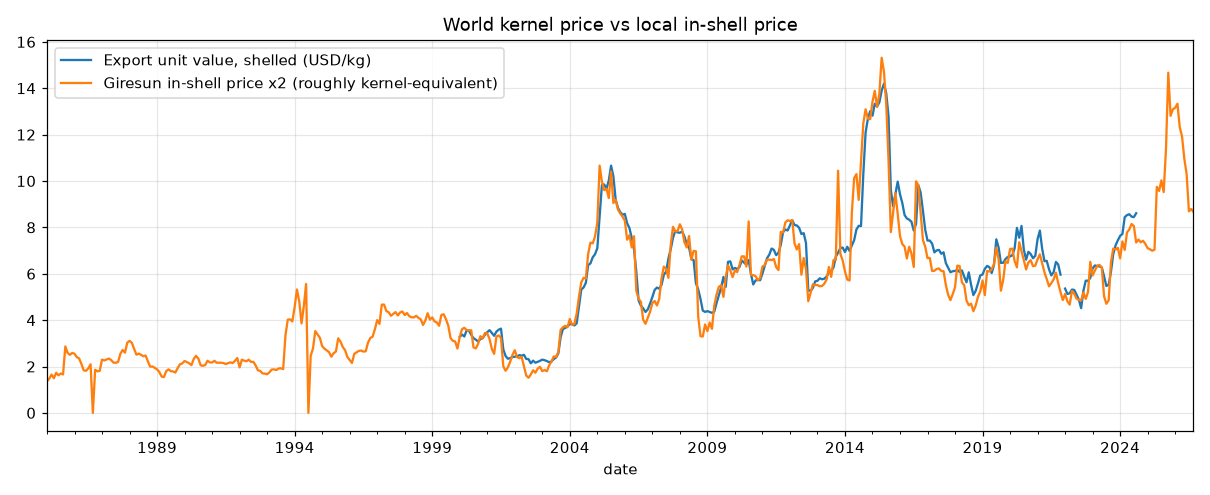 World kernel price vs local in-shell price
Export unit value, shelled (USD/kg)
Giresun in-shell price x2 (roughly kernel-equivalent)
16
14
12
10
8
6
4
2
0
1989 1994 1999 2004 2009 2014 2019 2024
date